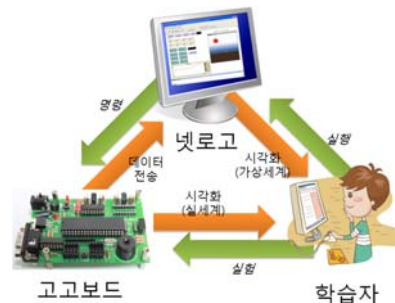 명령
넷로고
실행
데이터
전송
시각화
(가상세계)
시각화
(실세계)
실험
고고보드
학습자